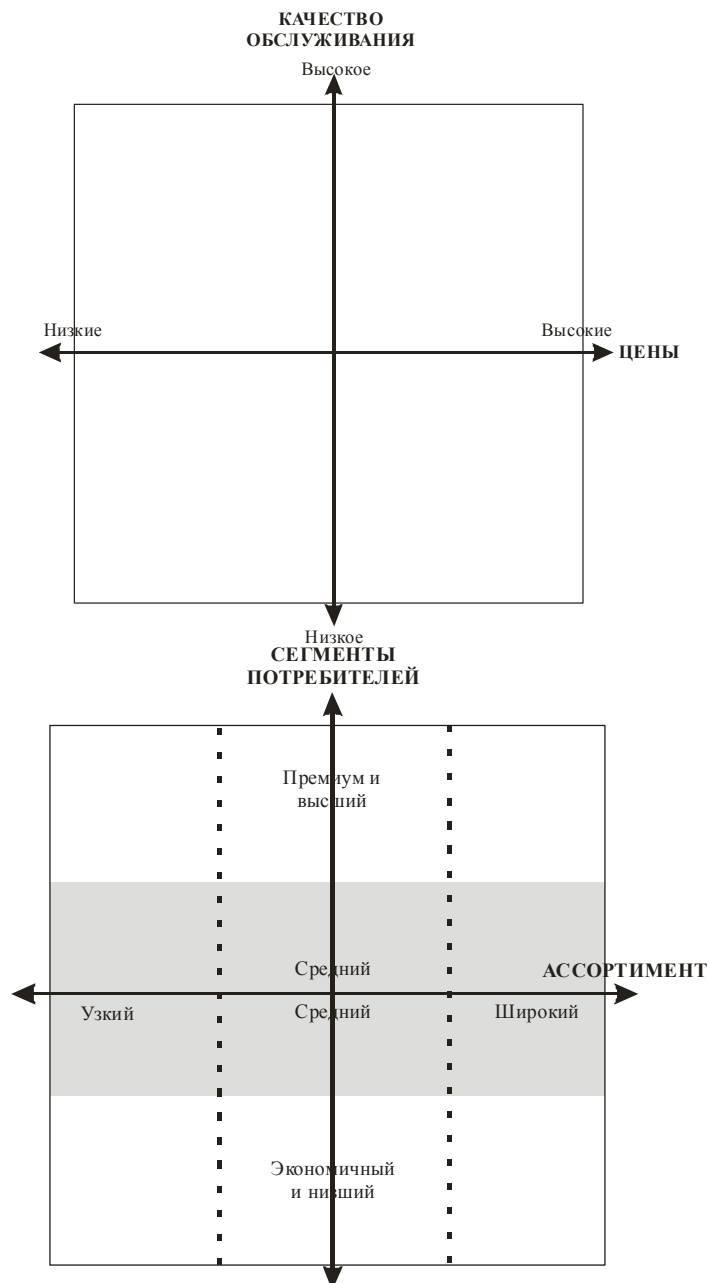 КАЧЕСТВО
ОБСЛУЖИВАНИЯ
Высокое
Низкие
Высокие
ЦЕНЫ
Низкое
СЕГМЕНТЫ
ПОТРЕБИТЕЛЕЙ
Премиум и
высший
Средний
АССОРТИМЕНТ
Узкий
Средний
Широкий
Экономичный
и низший